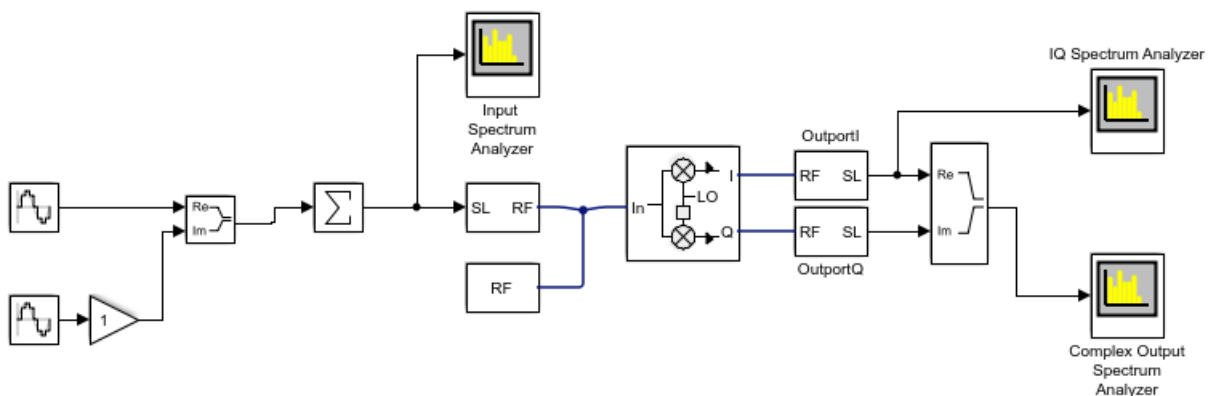 IQ Spectrum Analyzer
Input
Spectrum
Analyzer
OutportI
RF SL
Re
Im
SL RF
In
I
LO
Q
Re
Im
RF SL
OutportQ
RF
1
Complex Output
Spectrum
Analyzer